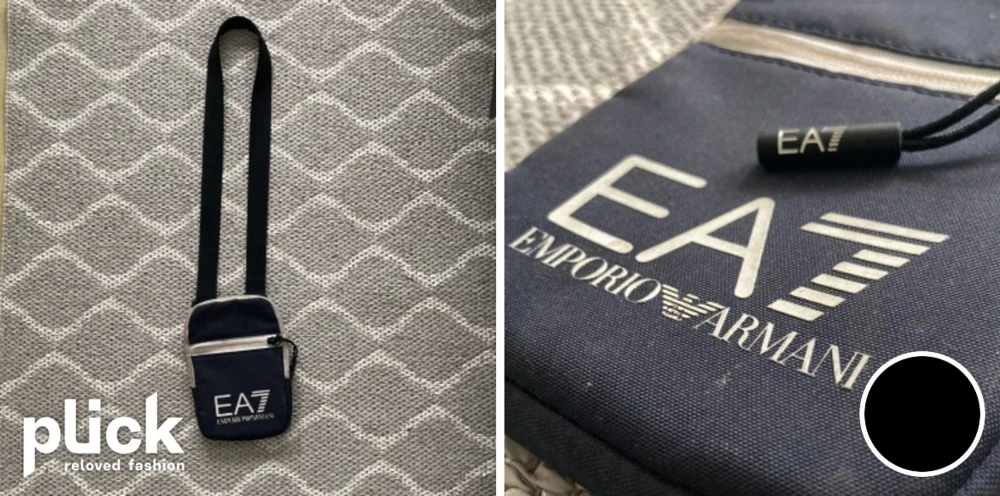 EA7
EMPORIO ARMANI
plick
reloved fashion
EA7
EA7
EMPORIO ARMANI